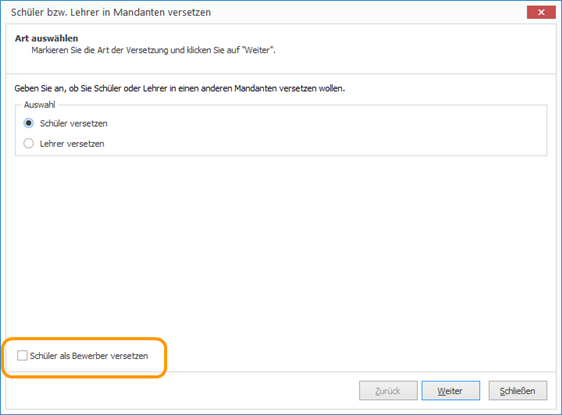 Schüler bzw. Lehrer in Mandanten versetzen
Art auswählen
Markieren Sie die Art der Versetzung und klicken Sie auf "Weiter".
Geben Sie an, ob Sie Schüler oder Lehrer in einen anderen Mandanten versetzen wollen.
Auswahl
Schüler versetzen
Lehrer versetzen
Schüler als Bewerber versetzen
Zurück Weiter Schließen